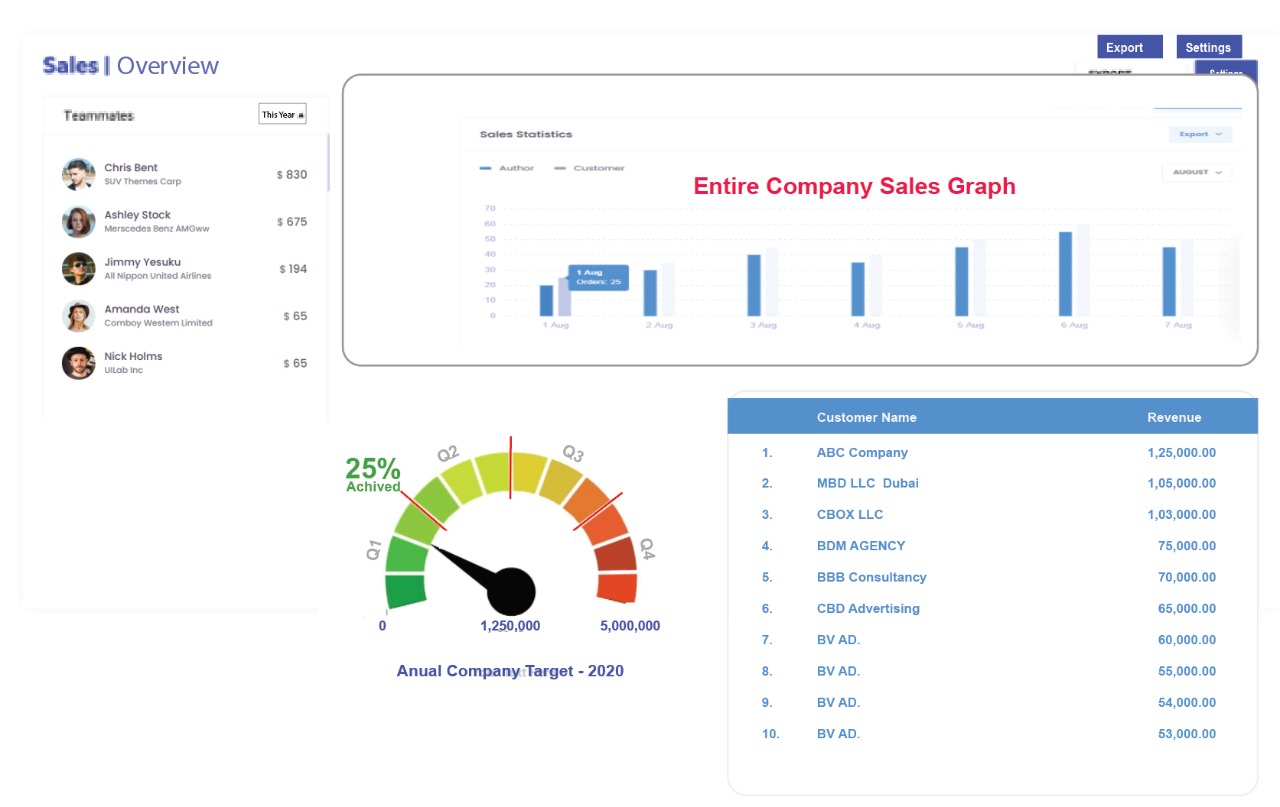 Sales | Overview
Export
Settings
EXPORT
Settings
Teammates
This Year
Chris Bent
SUV Themes Corp
$ 830
Ashley Stock
Merscedes Benz AMGww
$ 675
Jimmy Yesuku
All Nippon United Airlines
$ 194
Amanda West
Comboy Western Limited
$ 65
Nick Holms
UILab Inc
$ 65
Sales Statistics
Export
Author
Customer
AUGUST
Entire Company Sales Graph
70
60
50
40
30
20
10
0
1 Aug
Orders: 25
1 Aug
2 Aug
3 Aug
4 Aug
5 Aug
6 Aug
7 Aug
25%
Achived
Q1
Q2
Q3
Q4
0
1,250,000
5,000,000
Anual Company Target - 2020
Customer Name Revenue
1. ABC Company 1,25,000.00
2. MBD LLC  Dubai 1,05,000.00
3. CBOX LLC 1,03,000.00
4. BDM AGENCY 75,000.00
5. BBB Consultancy 70,000.00
6. CBD Advertising 65,000.00
7. BV AD. 60,000.00
8. BV AD. 55,000.00
9. BV AD. 54,000.00
10. BV AD. 53,000.00